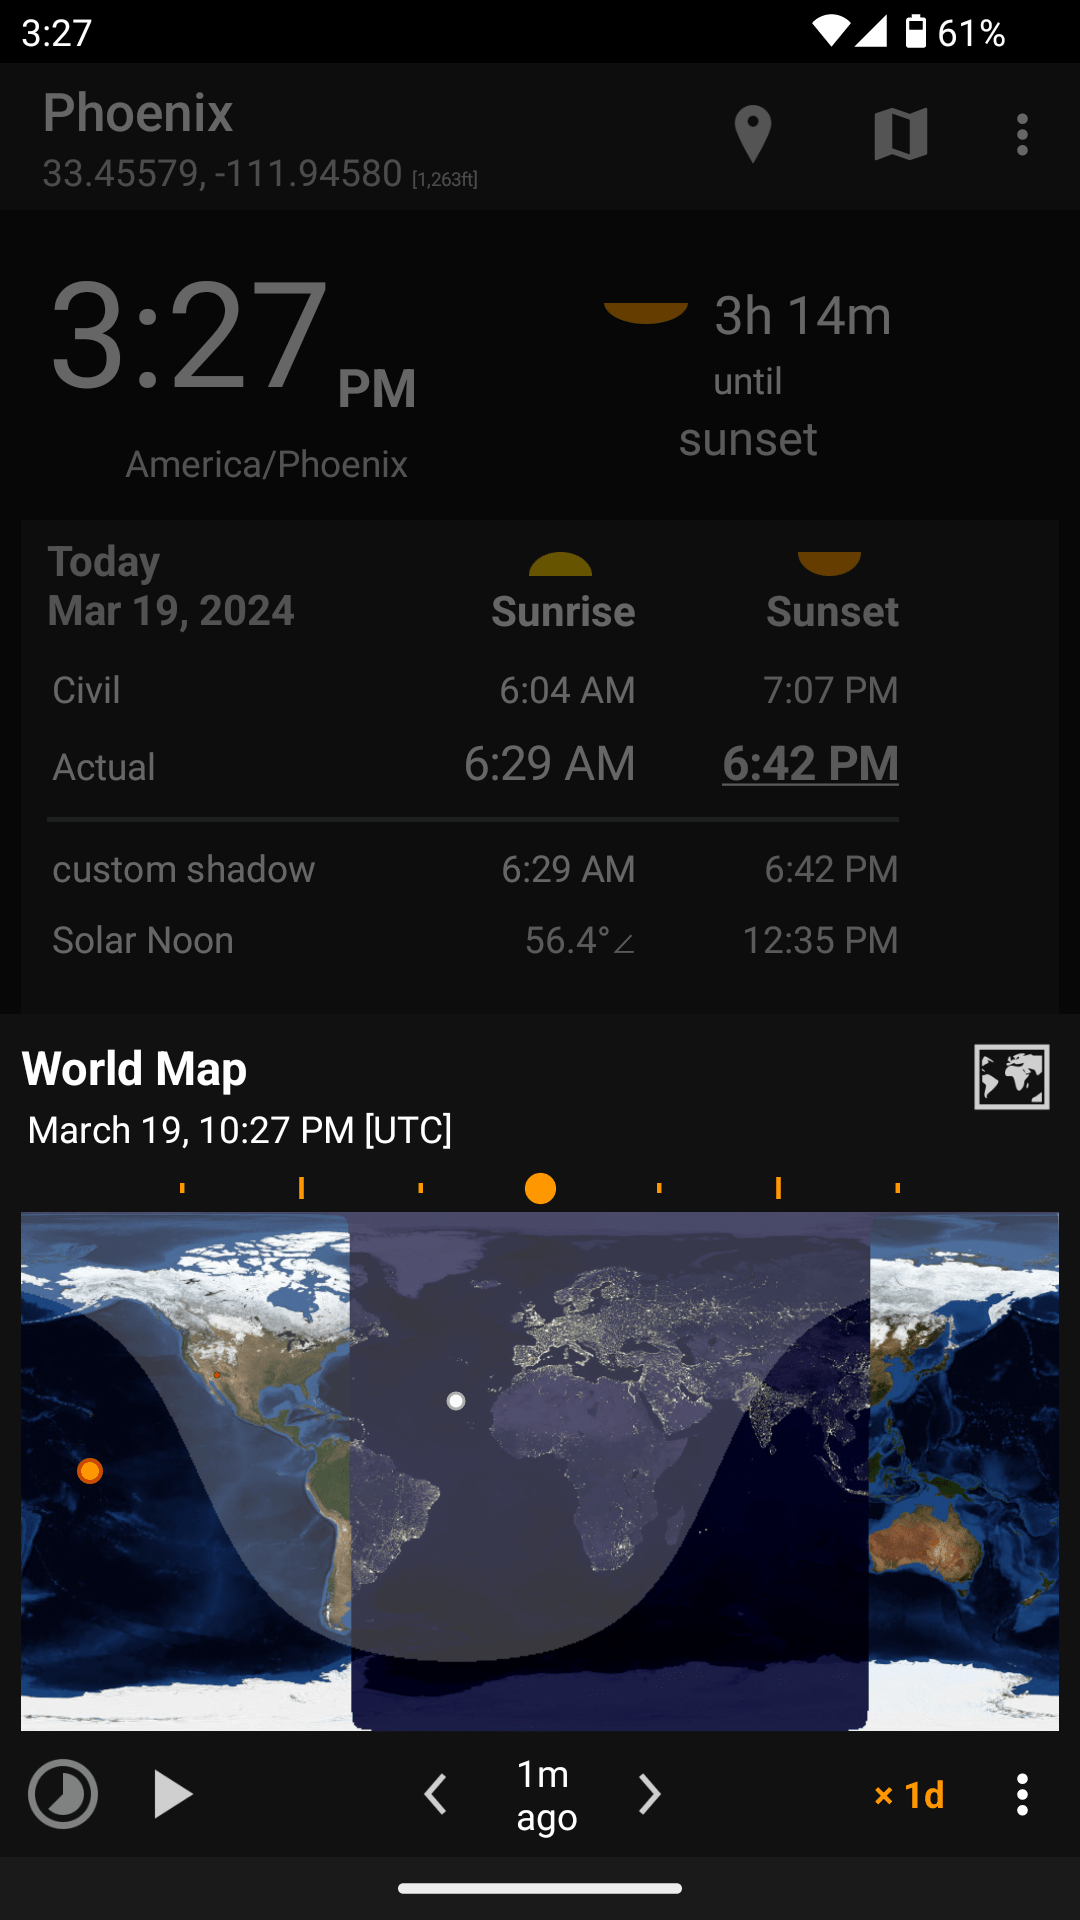 3:27
61%
Phoenix
33.45579, -111.94580 [1,263ft]
3:27 PM
America/Phoenix
3h 14m
until
sunset
Today
Mar 19, 2024
Sunrise
Sunset
Civil
6:04 AM
7:07 PM
Actual
6:29 AM
6:42 PM
custom shadow
6:29 AM
6:42 PM
Solar Noon
56.4°∠
12:35 PM
World Map
March 19, 10:27 PM [UTC]
1m
ago
× 1d